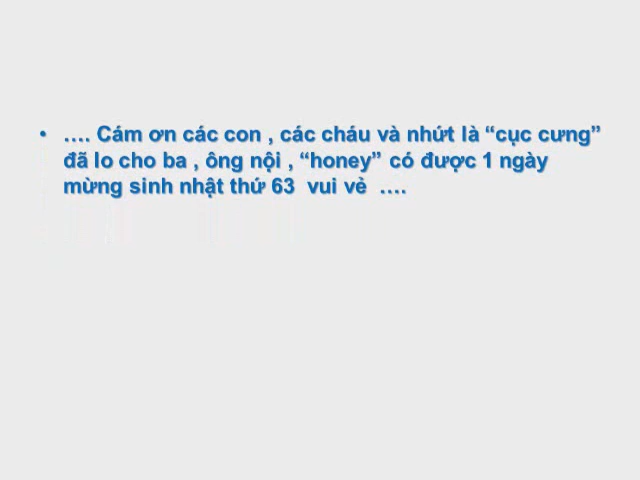 • …. Cám ơn các con , các cháu và nhứt là “cục cưng”
đã lo cho ba , ông nội , “honey” có được 1 ngày
mừng sinh nhật thứ 63  vui vẻ  ….